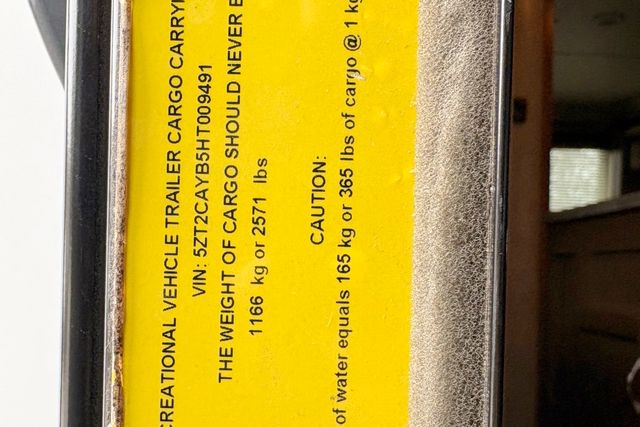 CREATIONAL VEHICLE TRAILER CARGO CARRYI
VIN: 5ZT2CAYB5HT009491
THE WEIGHT OF CARGO SHOULD NEVER E
1166 kg or 2571 lbs
CAUTION:
of water equals 165 kg or 365 lbs of cargo @ 1 kg